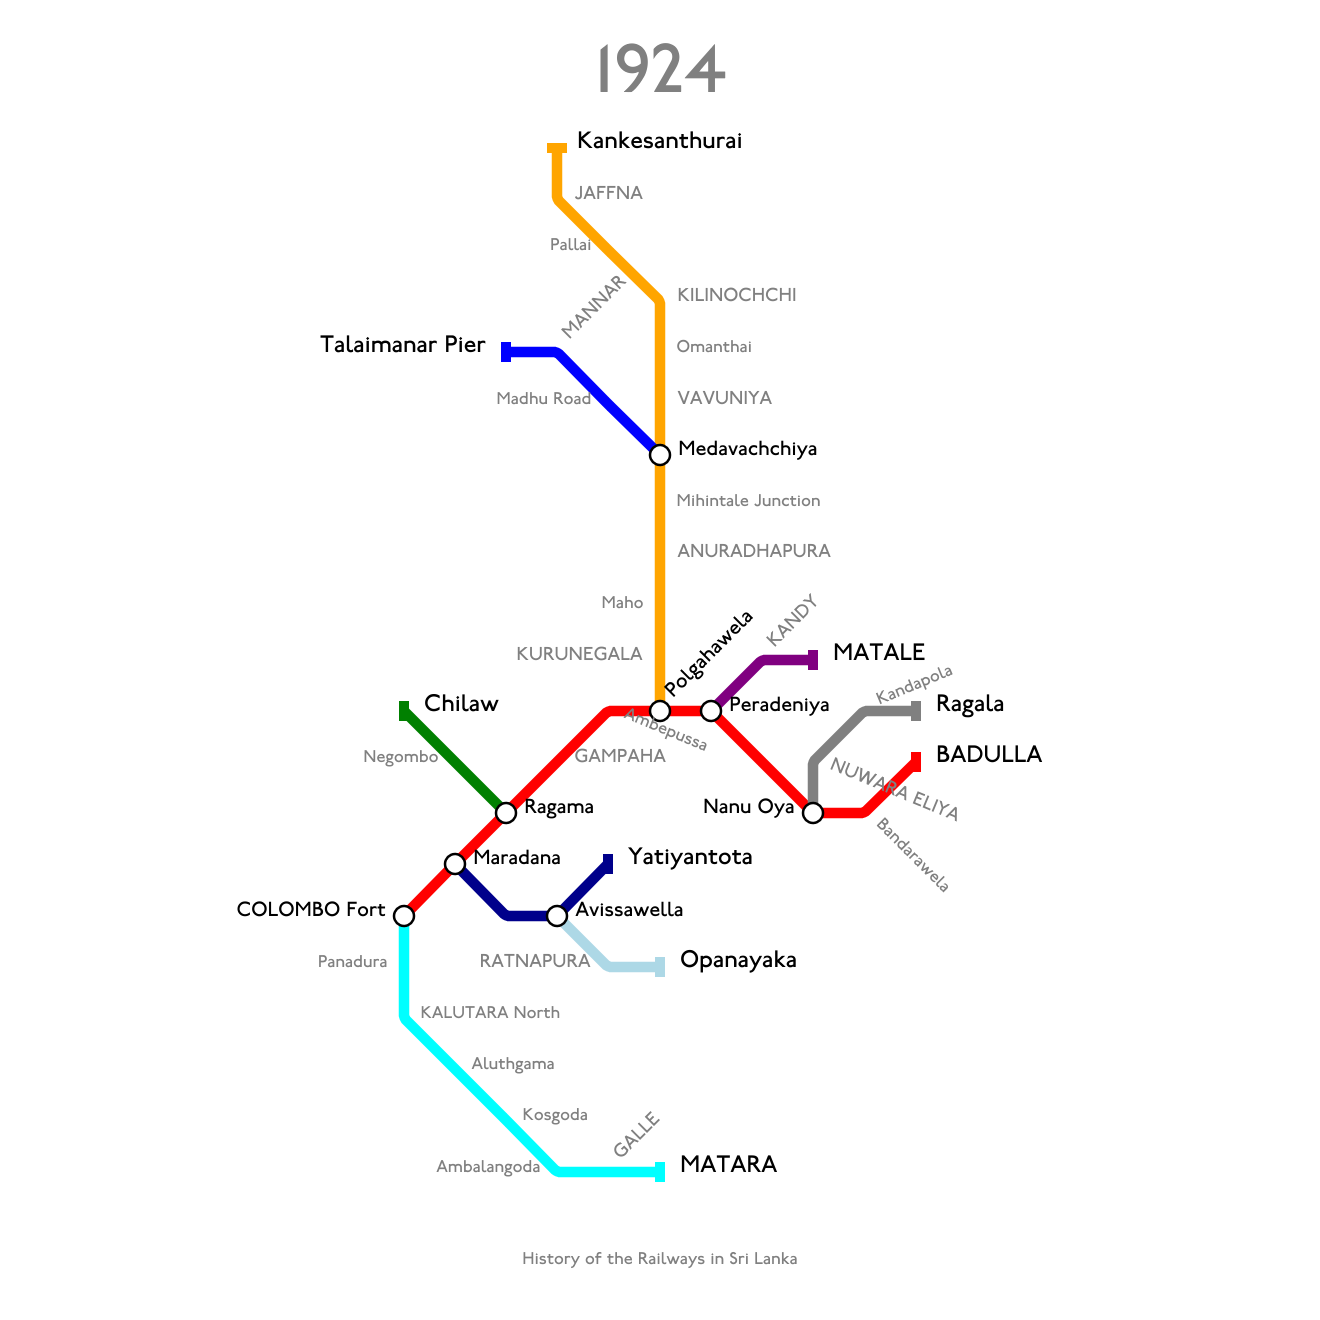 1924
Kankesanthurai
JAFFNA
Pallai
MANNAR
KILINOCHCHI
Talaimanar Pier
Omanthai
Madhu Road
VAVUNIYA
Medavachchiya
Mihintale Junction
ANURADHAPURA
Maho
KURUNEGALA
Polgahawela
KANDY
MATALE
Chilaw
Ambepussa
Peradeniya
Kandapola
Ragala
Negombo
GAMPAHA
NUWARA ELIYA
BADULLA
Ragama
Nanu Oya
Bandarawela
Maradana
Yatiyantota
COLOMBO Fort
Avissawella
Panadura
RATNAPURA
Opanayaka
KALUTARA North
Aluthgama
Kosgoda
GALLE
Ambalangoda
MATARA
History of the Railways in Sri Lanka